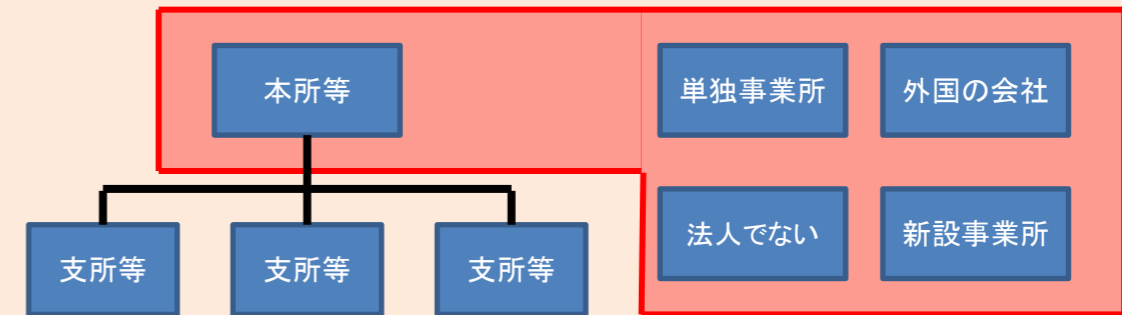 本所等
単独事業所
外国の会社
法人でない
新設事業所
支所等
支所等
支所等